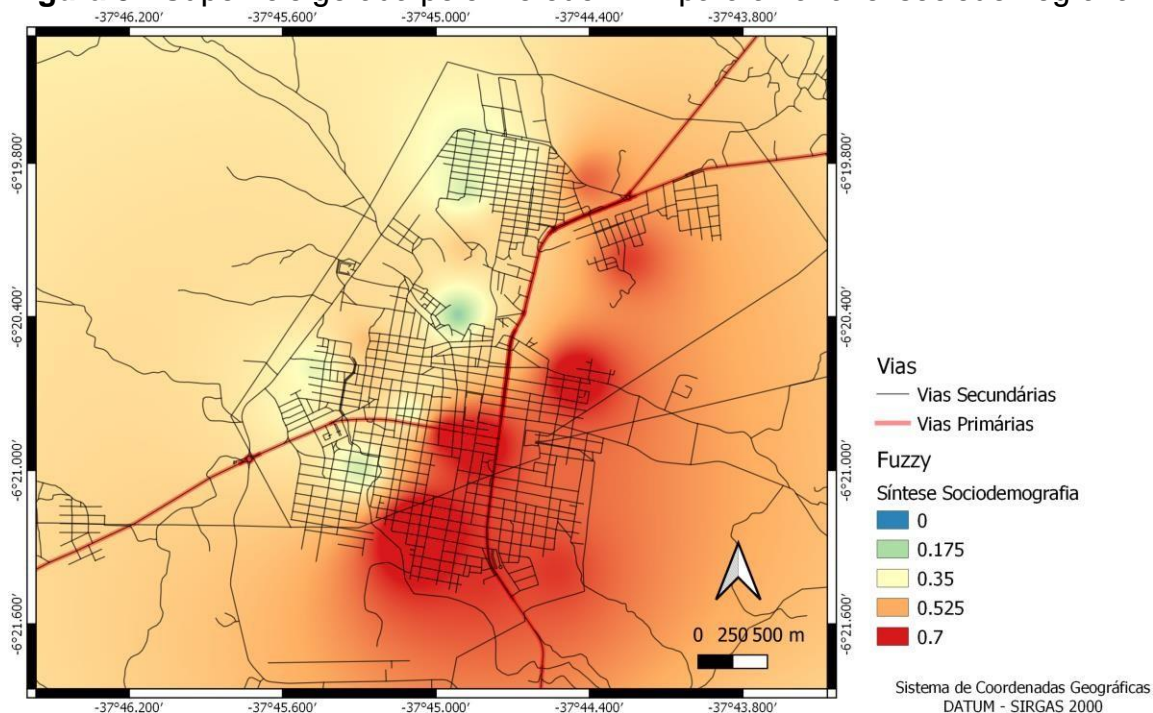 -37°46.200′ -37°45.600′ -37°45.000′ -37°44.400′ -37°43.800′
-6°19.800′ -6°19.800′
-6°20.400′ -6°20.400′
-6°21.000′ -6°21.000′
-6°21.600′ -6°21.600′
0 250 500 m
-37°46.200′ -37°45.600′ -37°45.000′ -37°44.400′ -37°43.800′
Vias
Vias Secundárias
Vias Primárias
Fuzzy
Síntese Sociodemografia
0
0.175
0.35
0.525
0.7
Sistema de Coordenadas Geográficas
DATUM - SIRGAS 2000